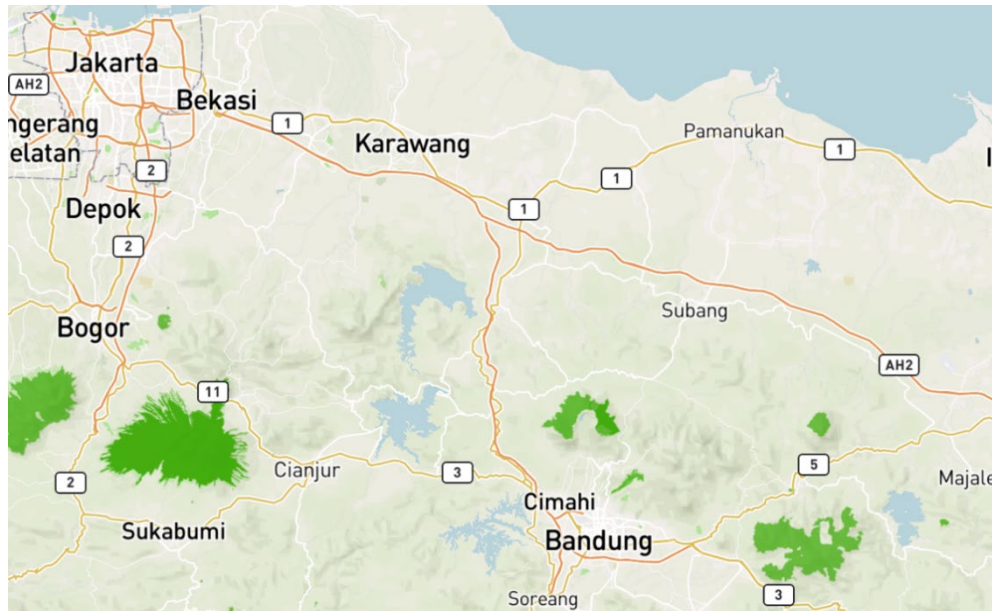 Jakarta
AH2
Bekasi
1
ngerang
elatan
Karawang
Pamanukan
1
2
1
I
Depok
1
2
Subang
Bogor
AH2
11
Cianjur
3
5
2
Majale
Cimahi
Sukabumi
Bandung
Soreang
3